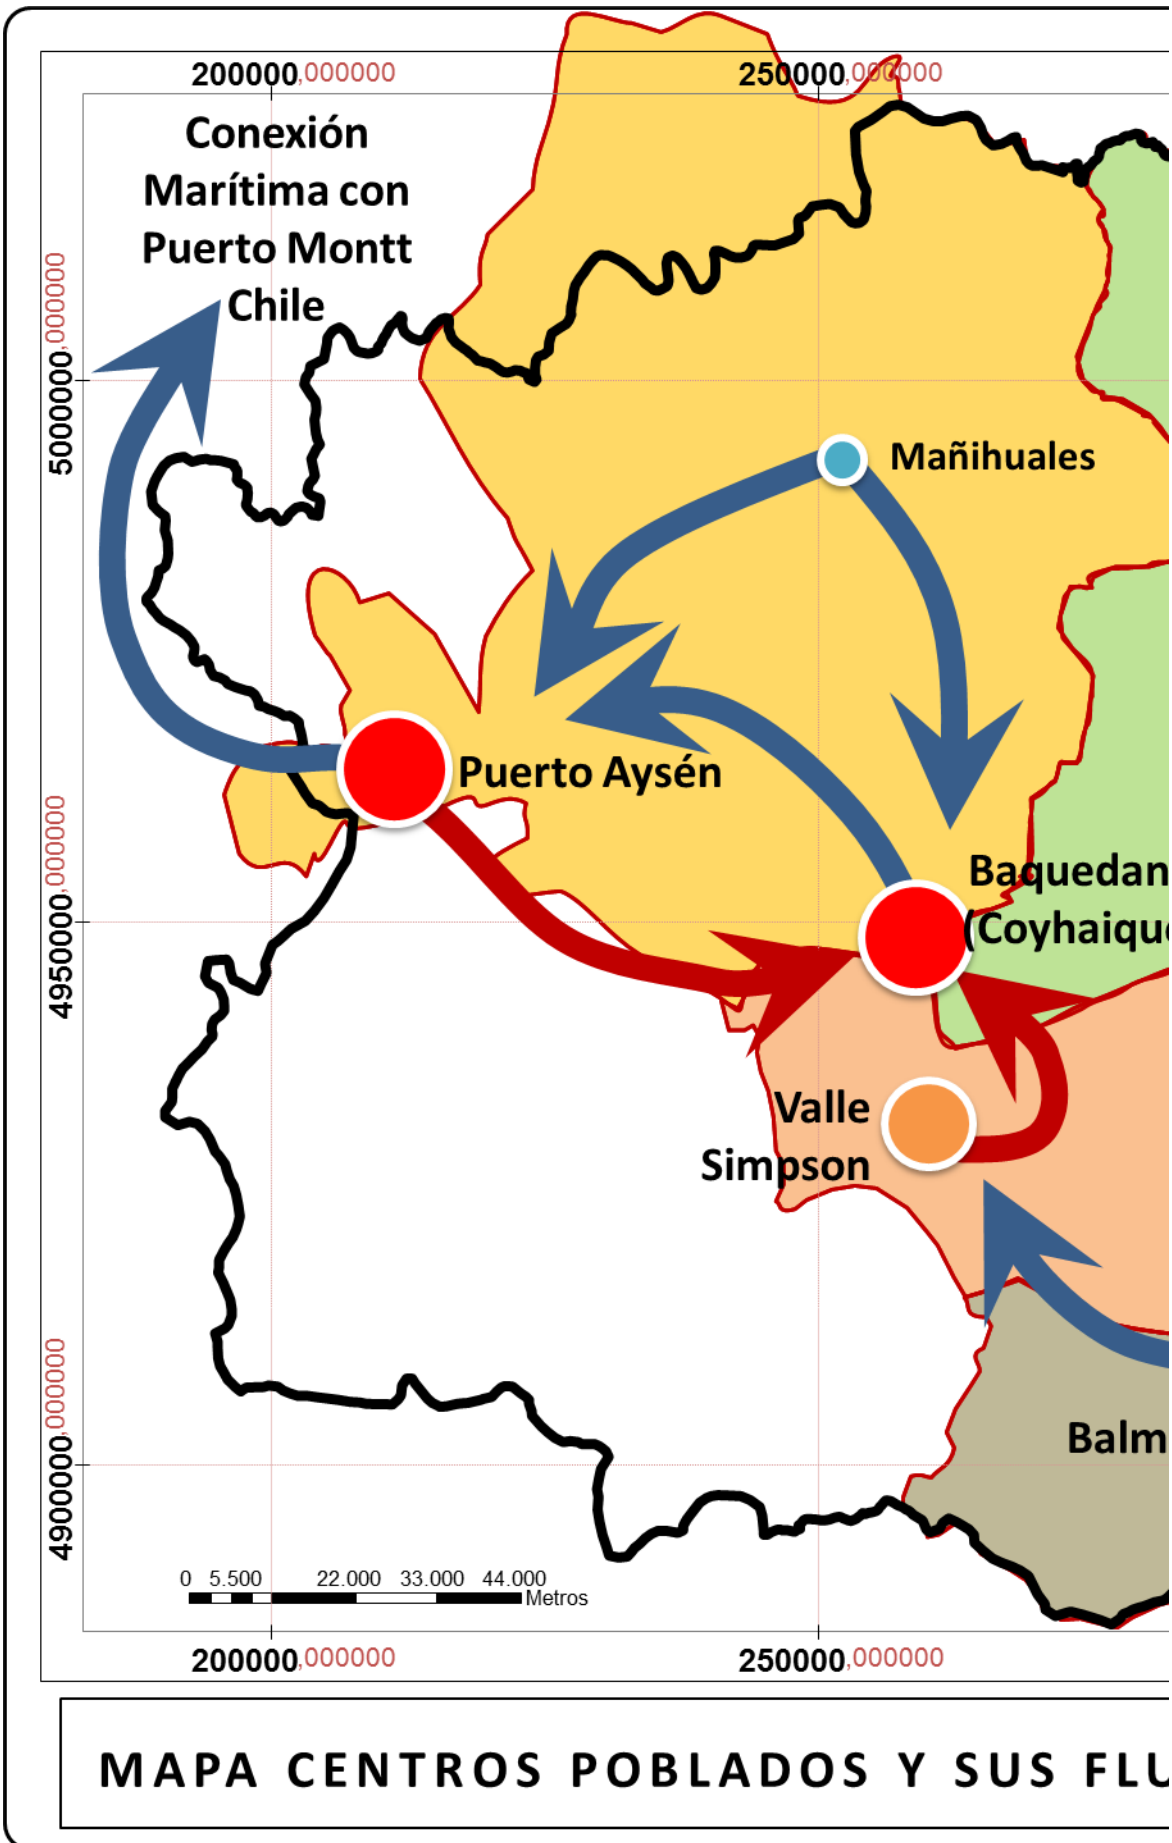 200000,000000
250000,000000
Conexión
Marítima con
Puerto Montt
Chile
5000000,000000
Mañihuales
Puerto Aysén
4950000,000000
Baquedan
(Coyhaique
Valle
Simpson
4900000,000000
Balm
0 5.500 22.000 33.000 44.000
Metros
200000,000000
250000,000000
MAPA CENTROS POBLADOS Y SUS FLU